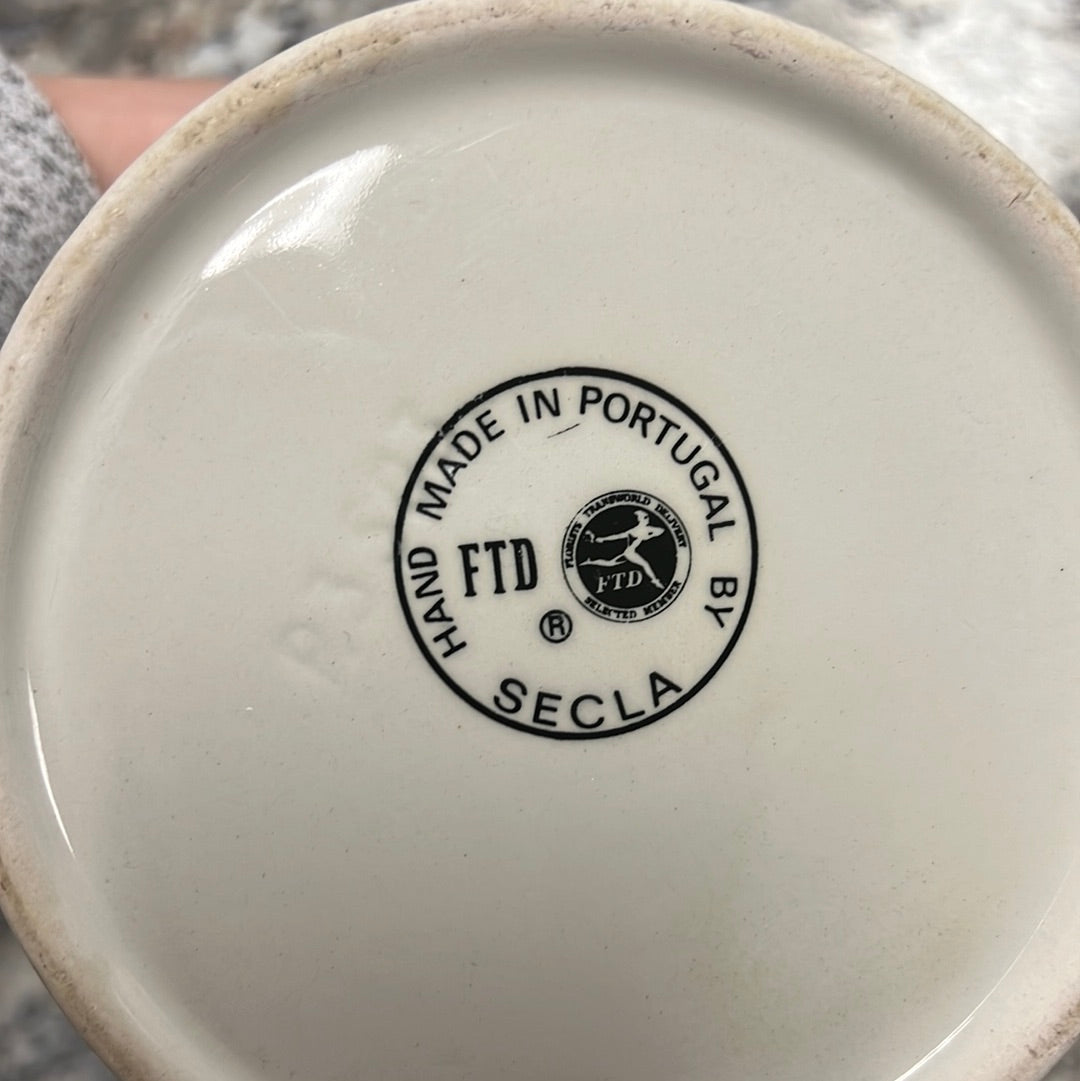 HAND MADE IN PORTUGAL BY
SECLA
FTD
®
FLORISTS TRANSWORLD DELIVERY
FTD
SELECTED MEMBER